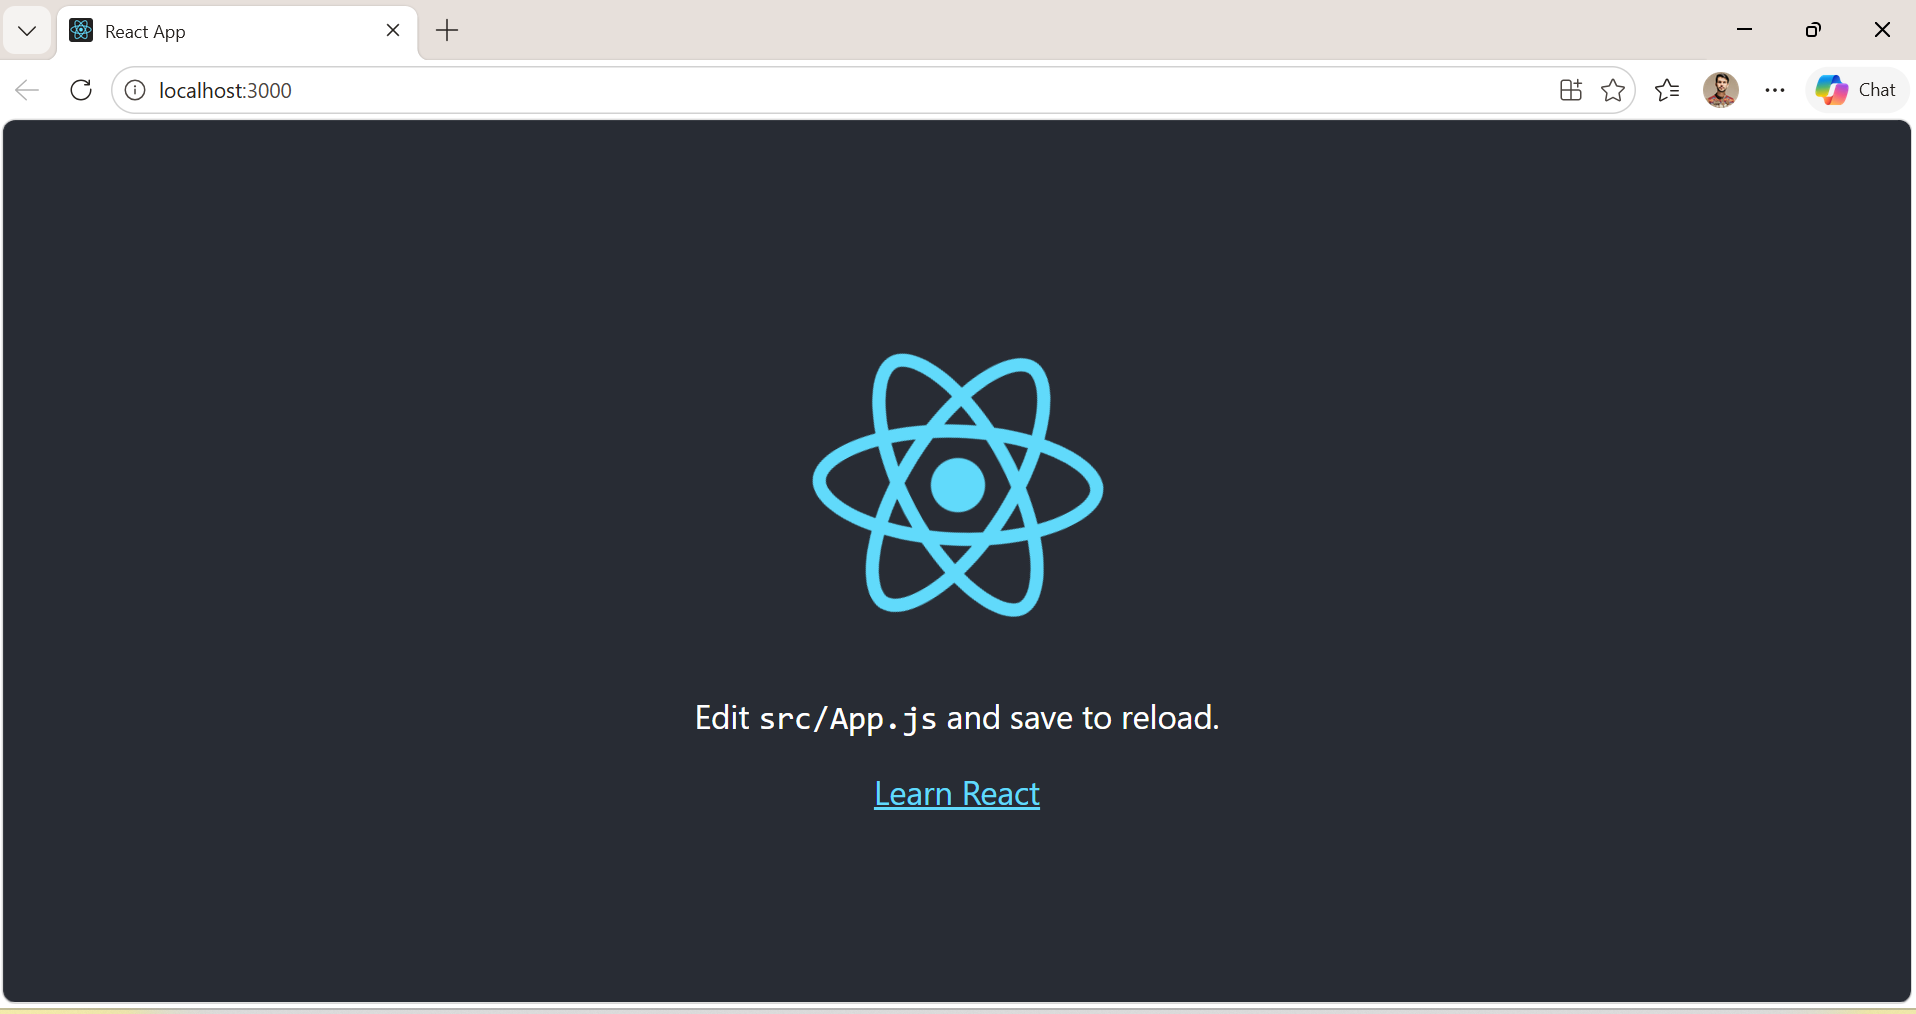 React App
localhost:3000
Chat
Edit src/App.js and save to reload.
Learn React